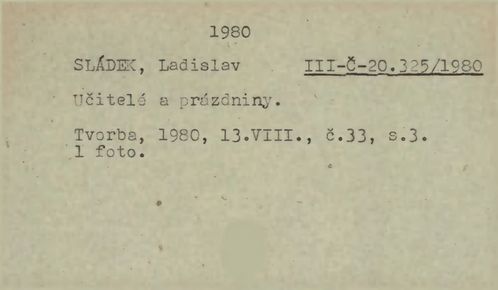 1980
SLÁDEK, Ladislav III-Č-20.325/1980
Učitelé a prázdniny.
Tvorba, 1980, 13.VIII., č.33, s.3.
1 foto.